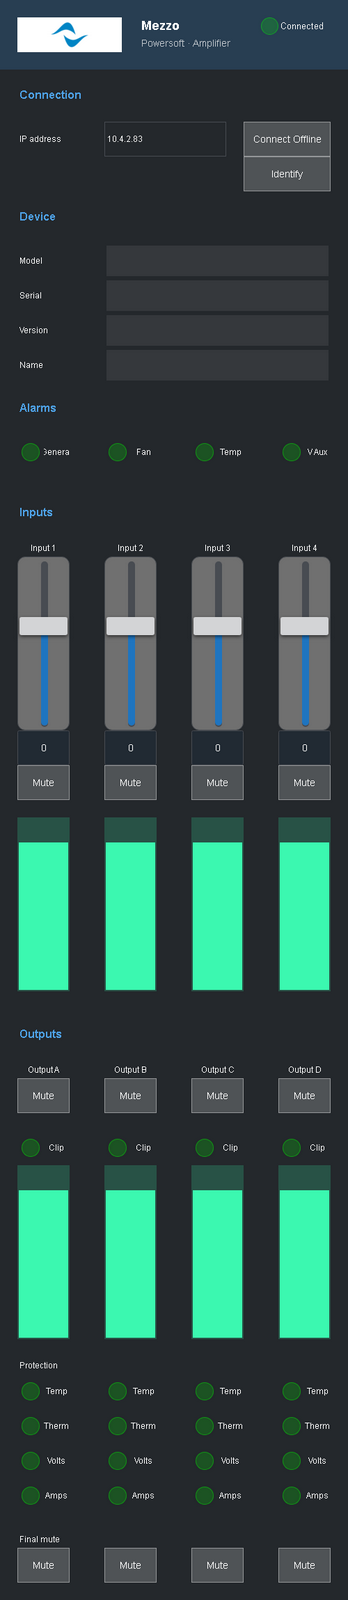 Mezzo
Powersoft - Amplifier
Connected
Connection
IP address
10.4.2.83
Connect Offline
Identify
Device
Model
Serial
Version
Name
Alarms
Genera Fan Temp V Aux
Inputs
Input 1 Input 2 Input 3 Input 4
0 0 0 0
Mute Mute Mute Mute
Outputs
Output A Output B Output C Output D
Mute Mute Mute Mute
Clip Clip Clip Clip
Protection
Temp Temp Temp Temp
Therm Therm Therm Therm
Volts Volts Volts Volts
Amps Amps Amps Amps
Final mute
Mute Mute Mute Mute